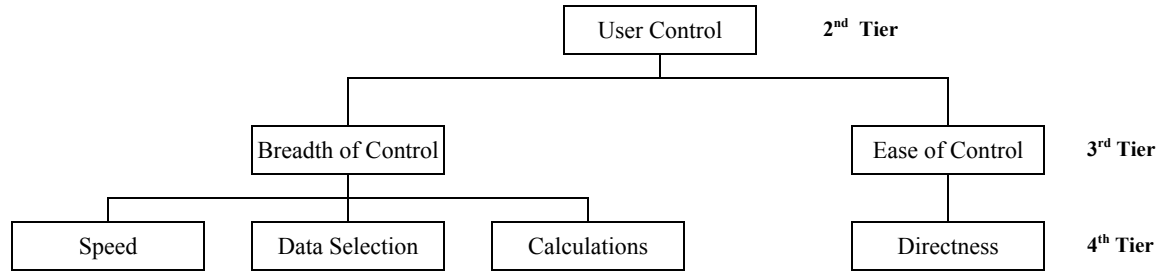 User Control 2nd Tier
Breadth of Control Ease of Control 3rd Tier
Speed Data Selection Calculations Directness 4th Tier